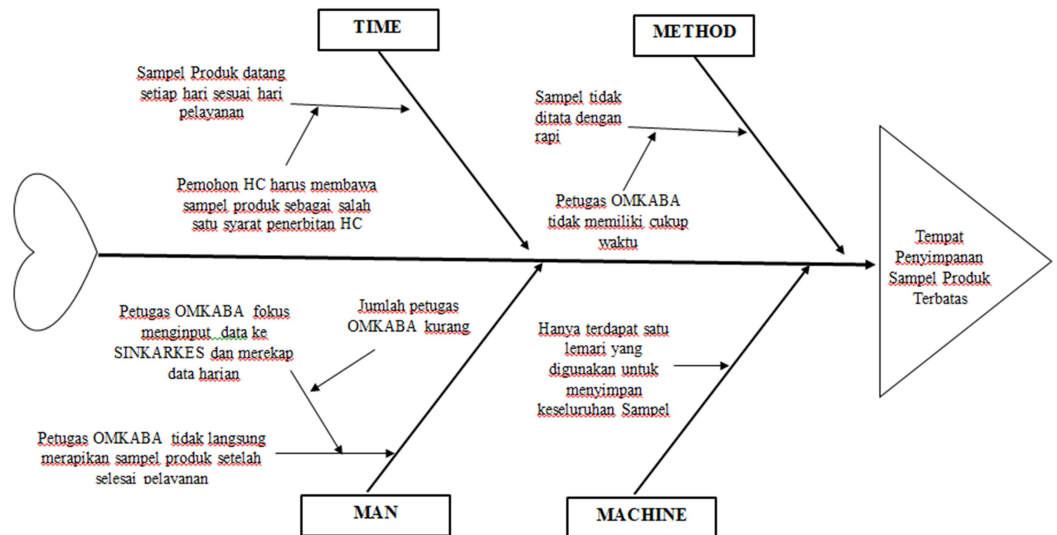 TIME
METHOD
Sampel Produk datang
setiap hari sesuai hari
pelayanan
Sampel tidak
ditata dengan
rapi
Pemohon HC harus membawa
sampel produk sebagai salah
satu syarat penerbitan HC
Petugas OMKABA
tidak memiliki cukup
waktu
Tempat
Penyimpanan
Sampel Produk
Terbatas
Petugas OMKABA fokus
menginput data ke
SINKARKES dan merekap
data harian
Jumlah petugas
OMKABA kurang
Hanya terdapat satu
lemari yang
digunakan untuk
menyimpan
keseluruhan Sampel
Petugas OMKABA tidak langsung
merapikan sampel produk setelah
selesai pelayanan
MAN
MACHINE